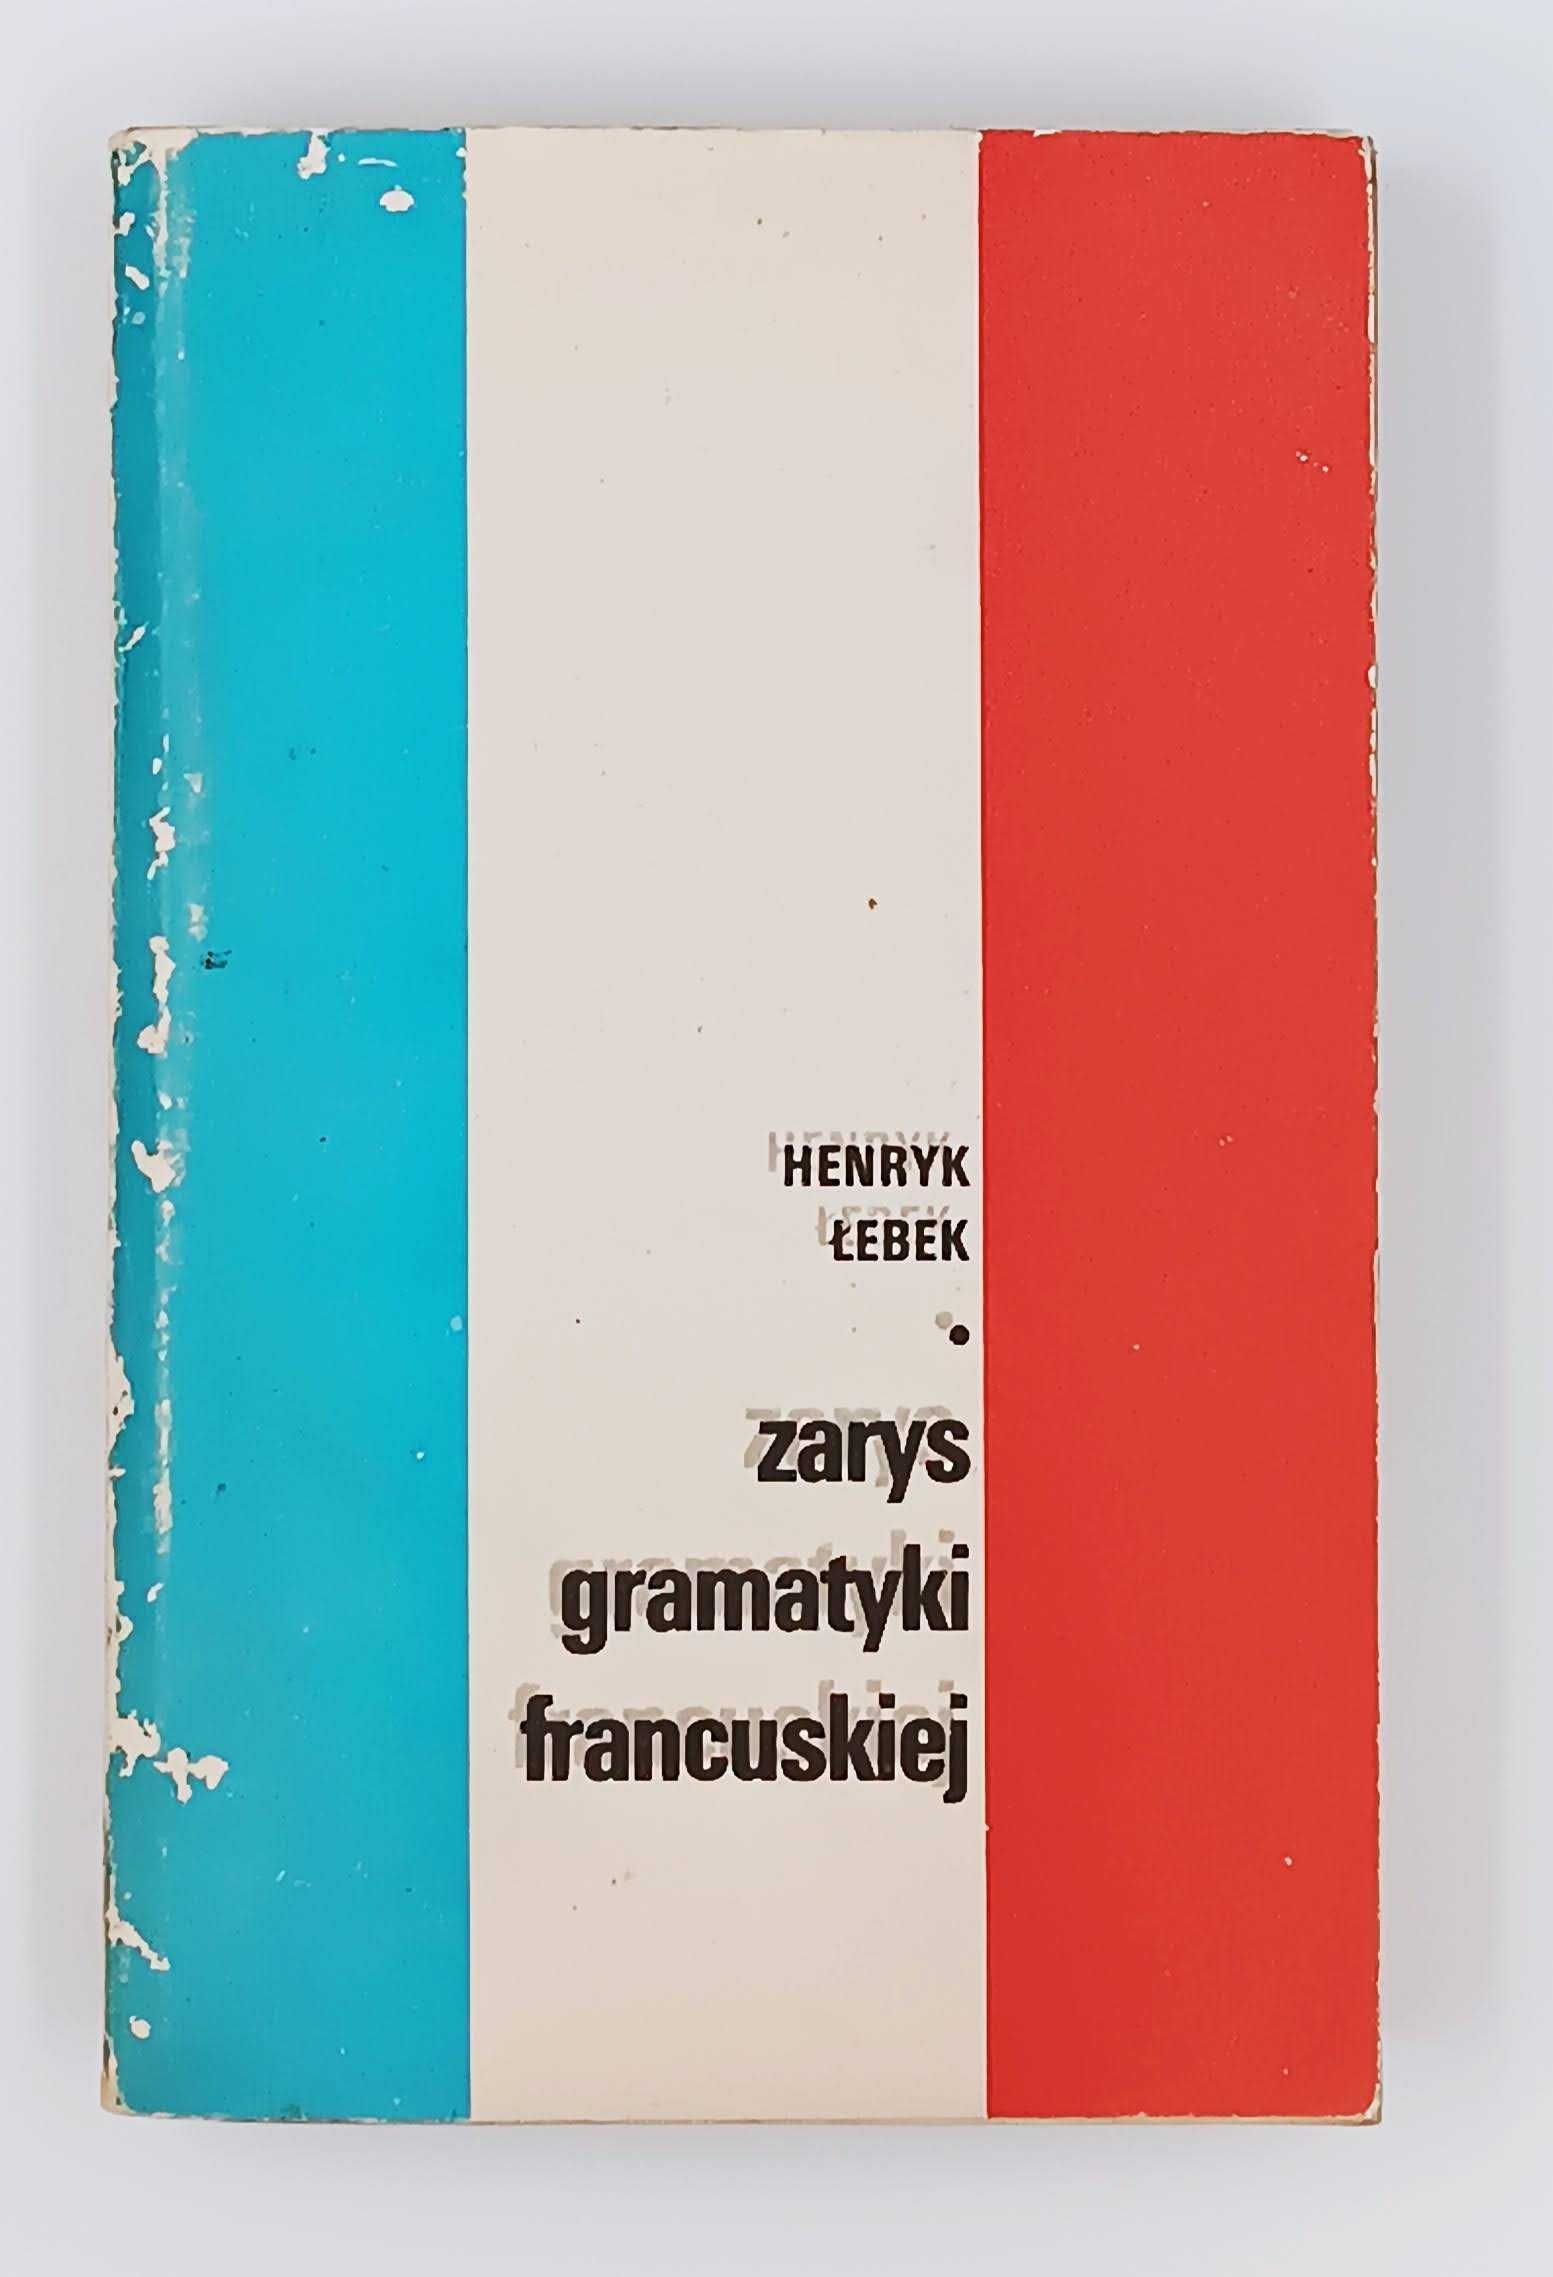 HENRYK
ŁEBEK
•
zarys
gramatyki
francuskiej